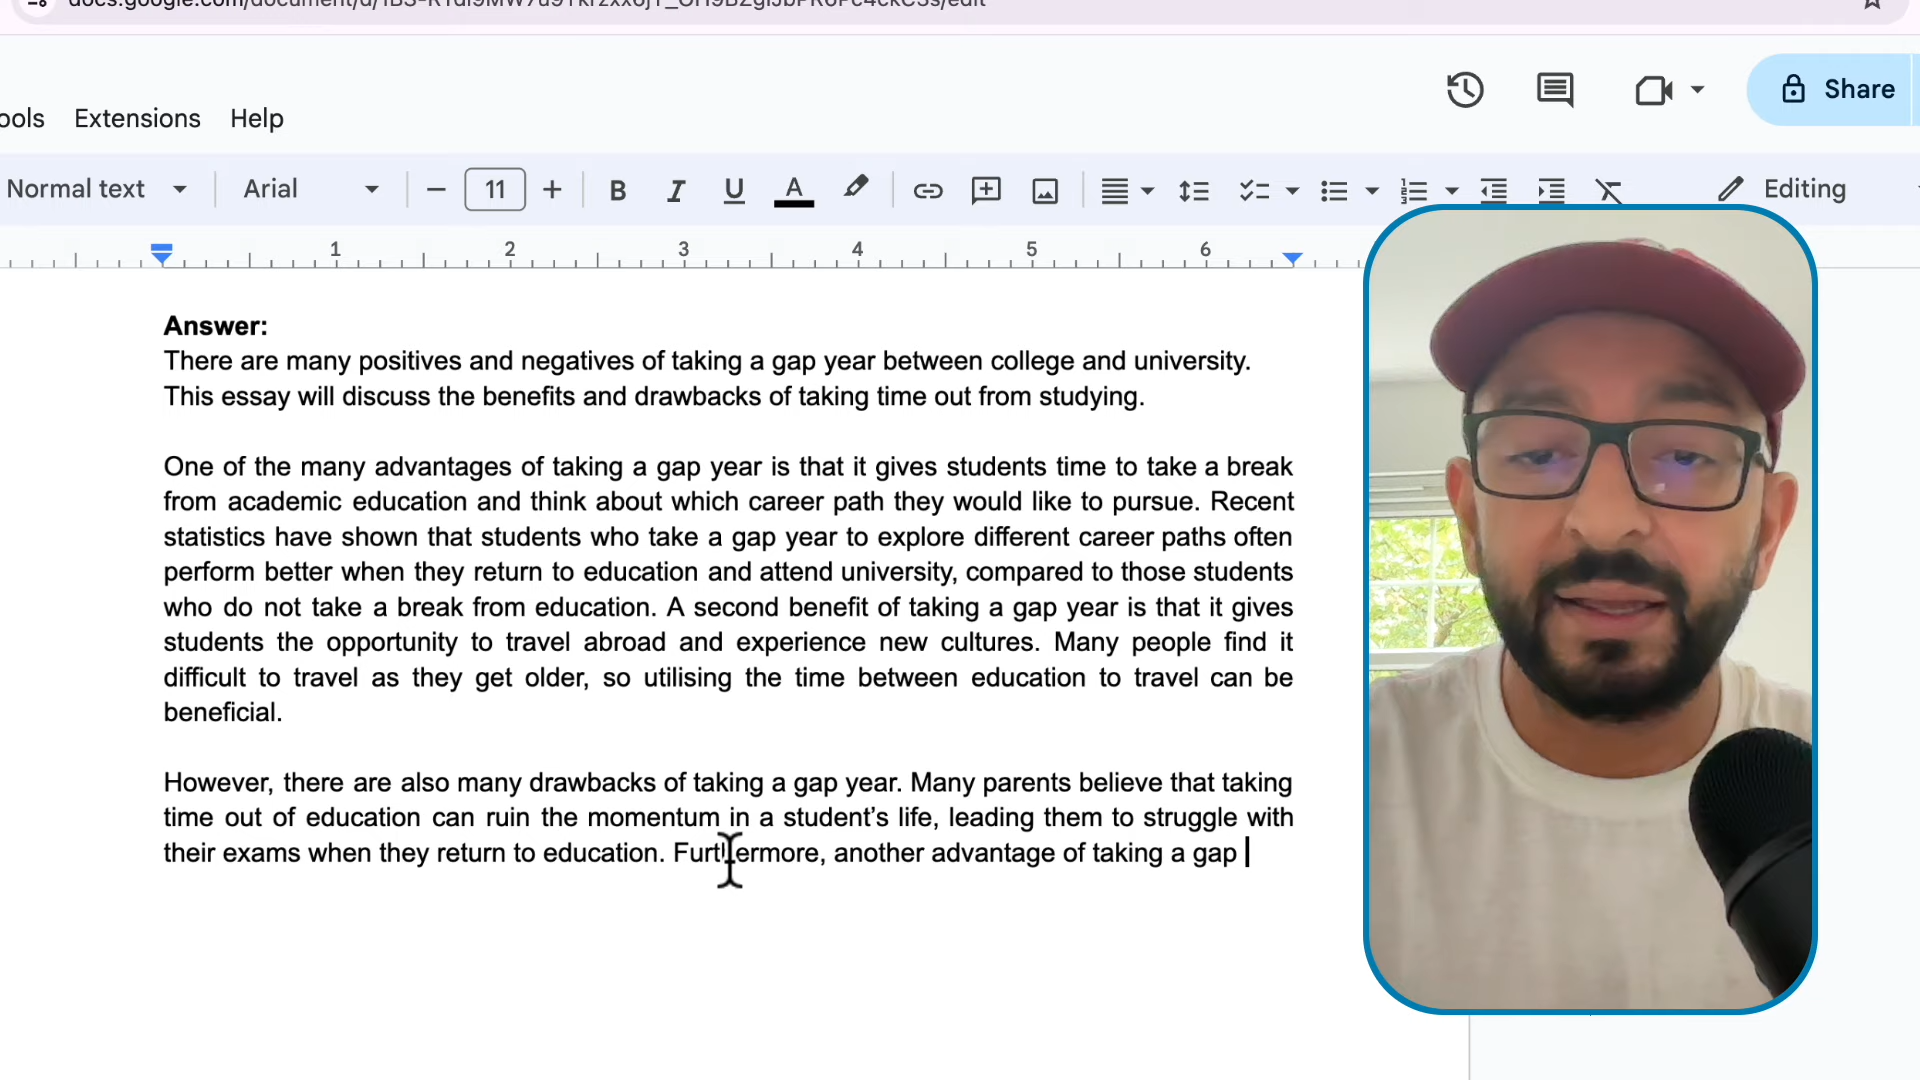 Extensions Help
Share
Normal text Arial 11 B I U A Editing
1 2 3 4 5 6
Answer:
There are many positives and negatives of taking a gap year between college and university.
This essay will discuss the benefits and drawbacks of taking time out from studying.
One of the many advantages of taking a gap year is that it gives students time to take a break
from academic education and think about which career path they would like to pursue. Recent
statistics have shown that students who take a gap year to explore different career paths often
perform better when they return to education and attend university, compared to those students
who do not take a break from education. A second benefit of taking a gap year is that it gives
students the opportunity to travel abroad and experience new cultures. Many people find it
difficult to travel as they get older, so utilising the time between education to travel can be
beneficial.
However, there are also many drawbacks of taking a gap year. Many parents believe that taking
time out of education can ruin the momentum in a student’s life, leading them to struggle with
their exams when they return to education. Furthermore, another advantage of taking a gap